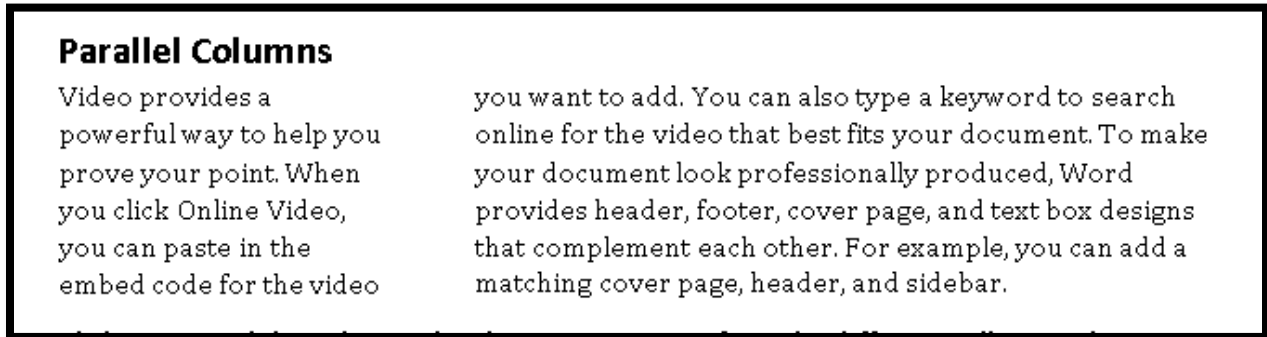 Parallel Columns
Video provides a
powerful way to help you
prove your point. When
you click Online Video,
you can paste in the
embed code for the video
you want to add. You can also type a keyword to search
online for the video that best fits your document. To make
your document look professionally produced, Word
provides header, footer, cover page, and text box designs
that complement each other. For example, you can add a
matching cover page, header, and sidebar.